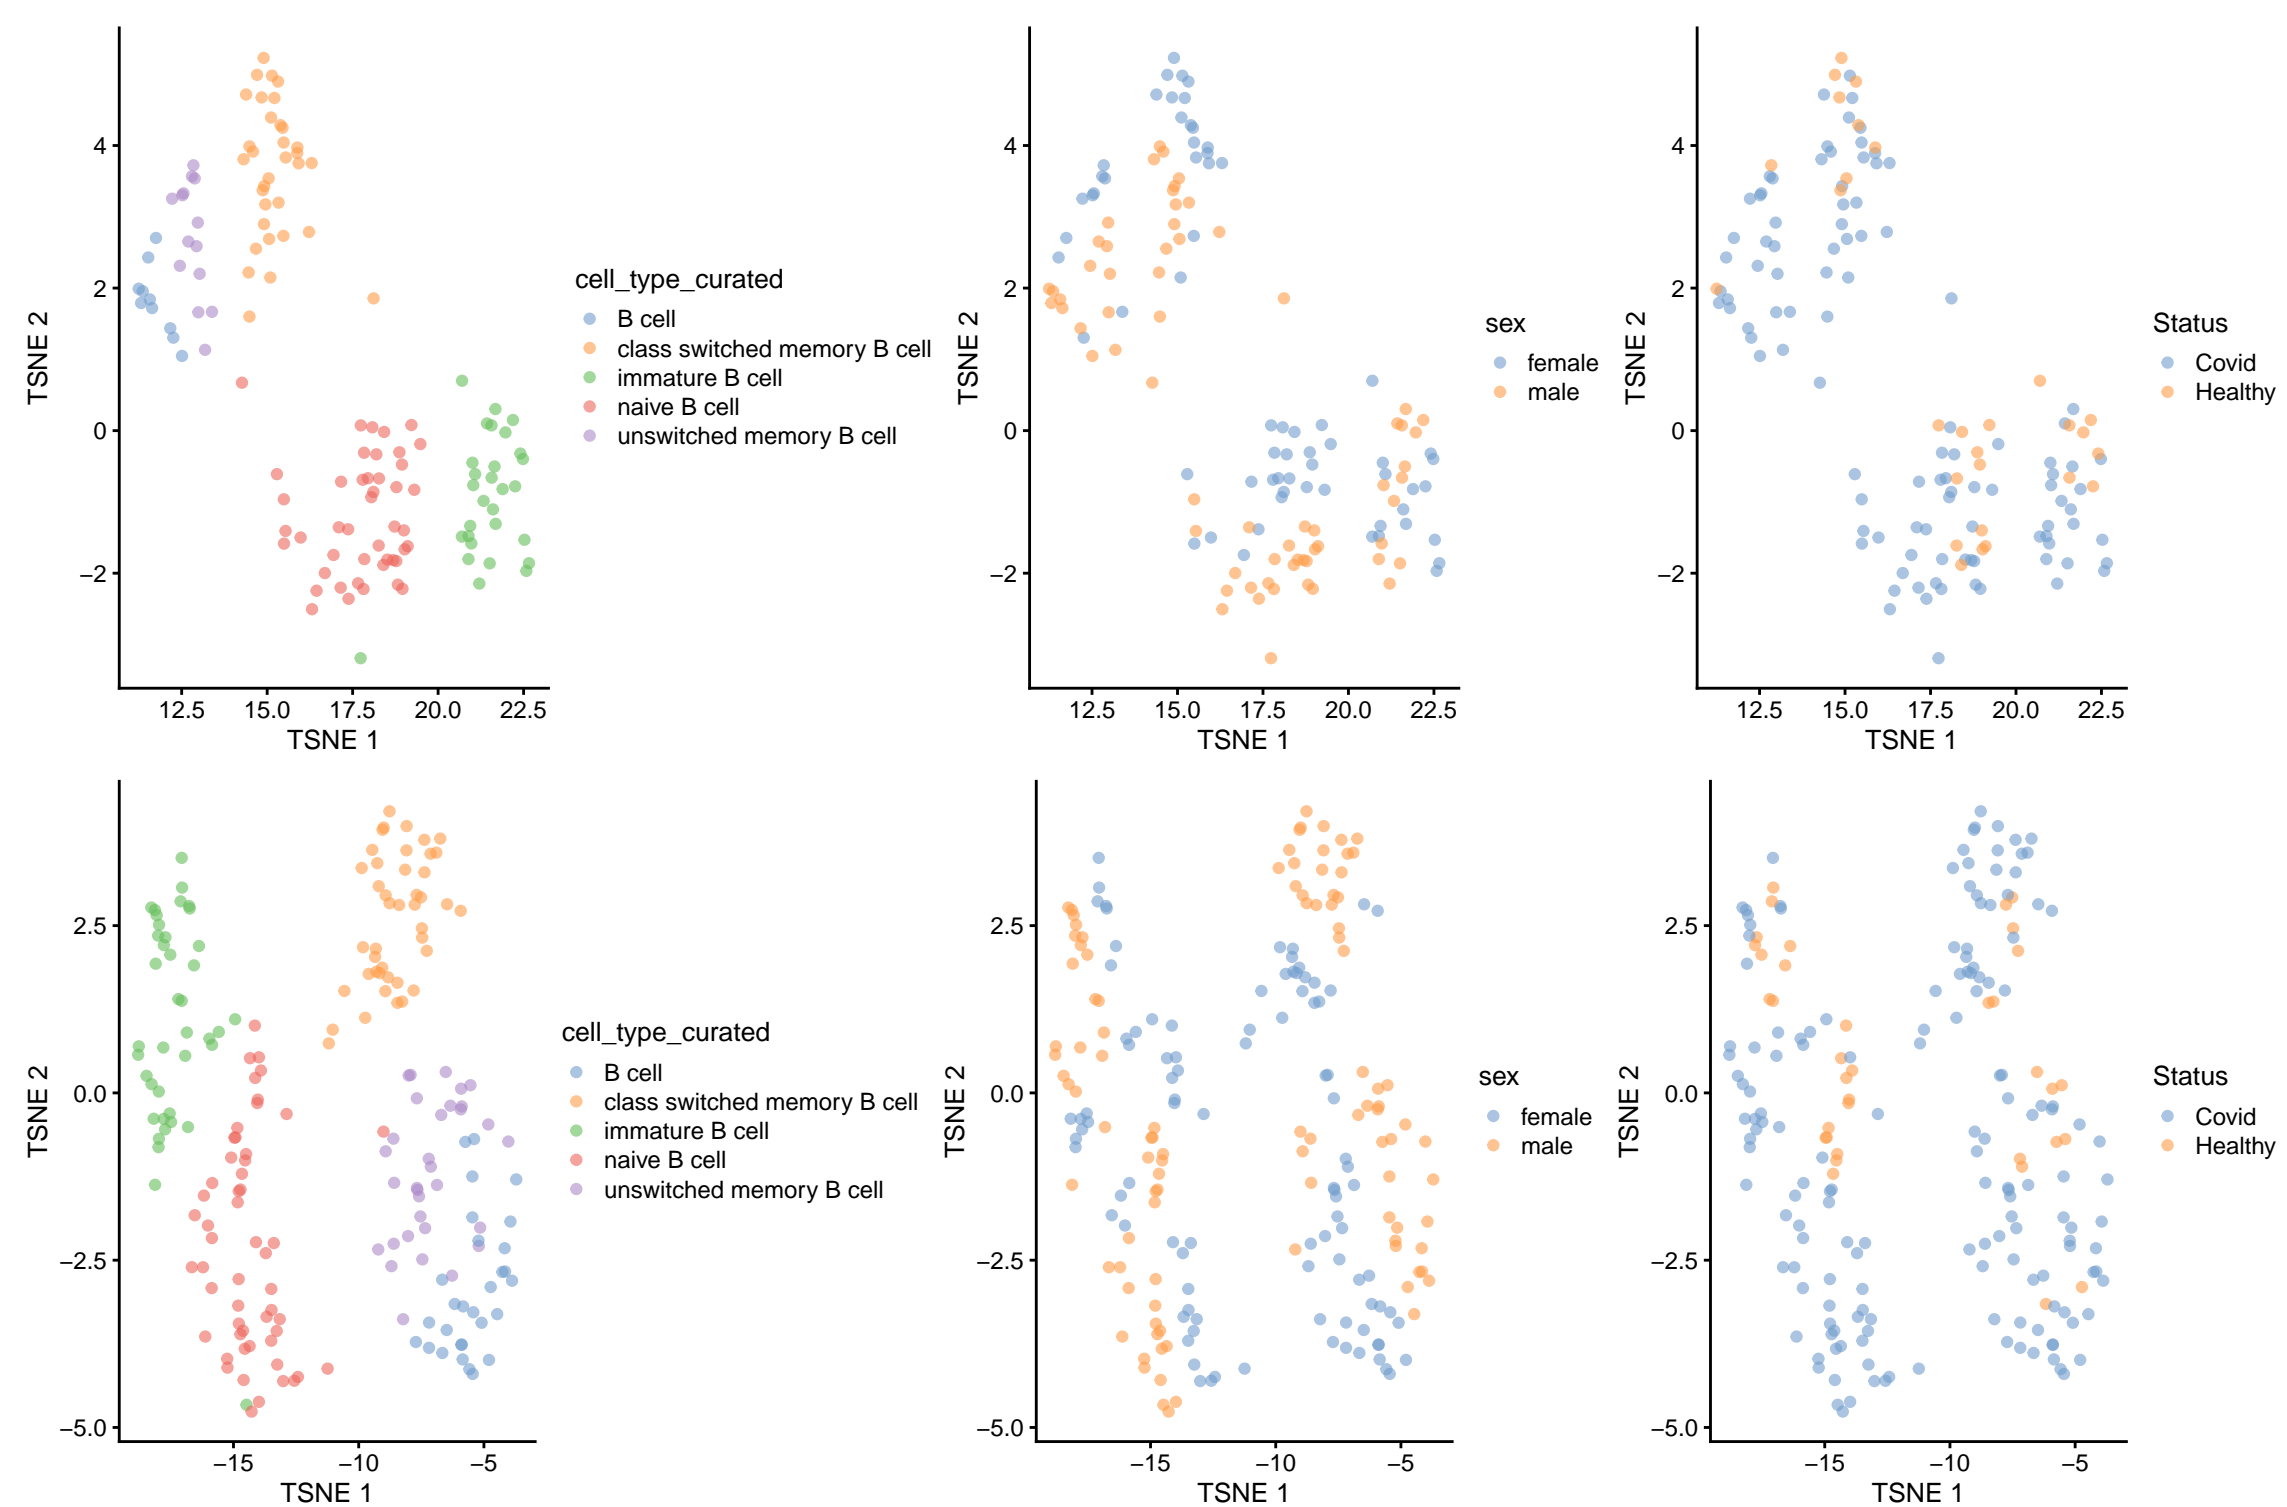 4
2
0
−2
12.5 15.0 17.5 20.0 22.5
TSNE 1
TSNE 2
cell_type_curated
B cell
class switched memory B cell
immature B cell
naive B cell
unswitched memory B cell
4
2
0
−2
12.5 15.0 17.5 20.0 22.5
TSNE 1
TSNE 2
sex
female
male
4
2
0
−2
12.5 15.0 17.5 20.0 22.5
TSNE 1
TSNE 2
Status
Covid
Healthy
2.5
0.0
−2.5
−5.0
−15 −10 −5
TSNE 1
TSNE 2
cell_type_curated
B cell
class switched memory B cell
immature B cell
naive B cell
unswitched memory B cell
2.5
0.0
−2.5
−5.0
−15 −10 −5
TSNE 1
TSNE 2
sex
female
male
2.5
0.0
−2.5
−5.0
−15 −10 −5
TSNE 1
TSNE 2
Status
Covid
Healthy